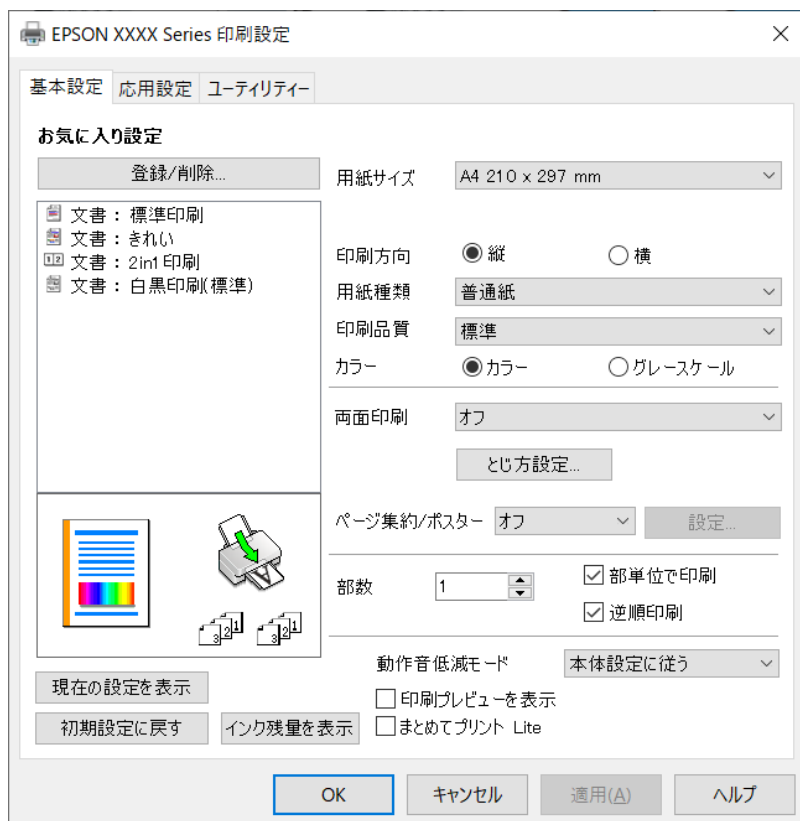 EPSON XXXX Series 印刷設定
基本設定 応用設定 ユーティリティー
お気に入り設定
登録/削除...
文書：標準印刷
文書：きれい
文書：2in1 印刷
文書：白黒印刷(標準)
用紙サイズ A4 210 x 297 mm
印刷方向 縦 横
用紙種類 普通紙
印刷品質 標準
カラー カラー グレースケール
両面印刷 オフ
とじ方設定...
ページ集約/ポスター オフ 設定...
部数 1 部単位で印刷
逆順印刷
3 2 1 3 2 1
動作音低減モード 本体設定に従う
現在の設定を表示 印刷プレビューを表示
初期設定に戻す インク残量を表示 まとめてプリント Lite
OK キャンセル 適用(A) ヘルプ